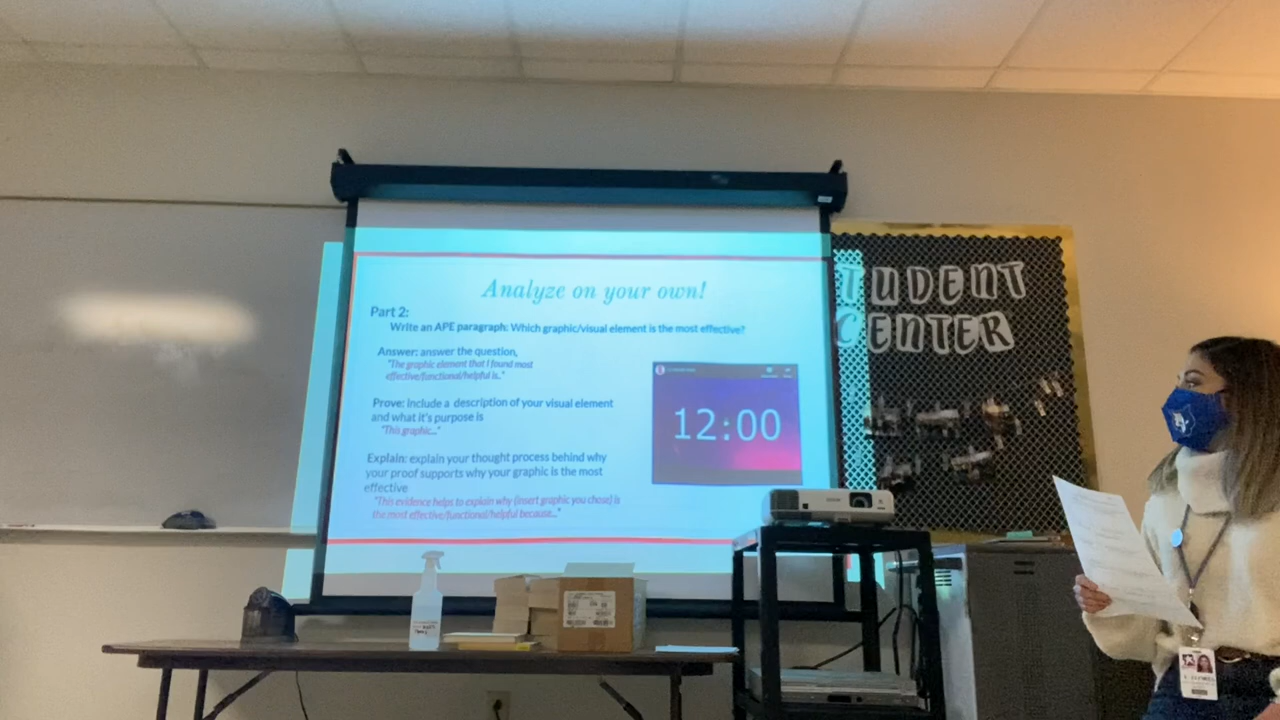 Analyze on your own!
Part 2:
Write an APE paragraph: Which graphic/visual element is the most effective?
Answer: answer the question,
"The graphic element that I found most
effective/functional/helpful is.."
Prove: Include a description of your visual element
and what it's purpose is
"This graphic..."
Explain: explain your thought process behind why
your proof supports why your graphic is the most
effective
"This evidence helps to explain why (insert graphic you chose) is
the most effective/functional/helpful because..."
12:00
TUDENT
CENTER